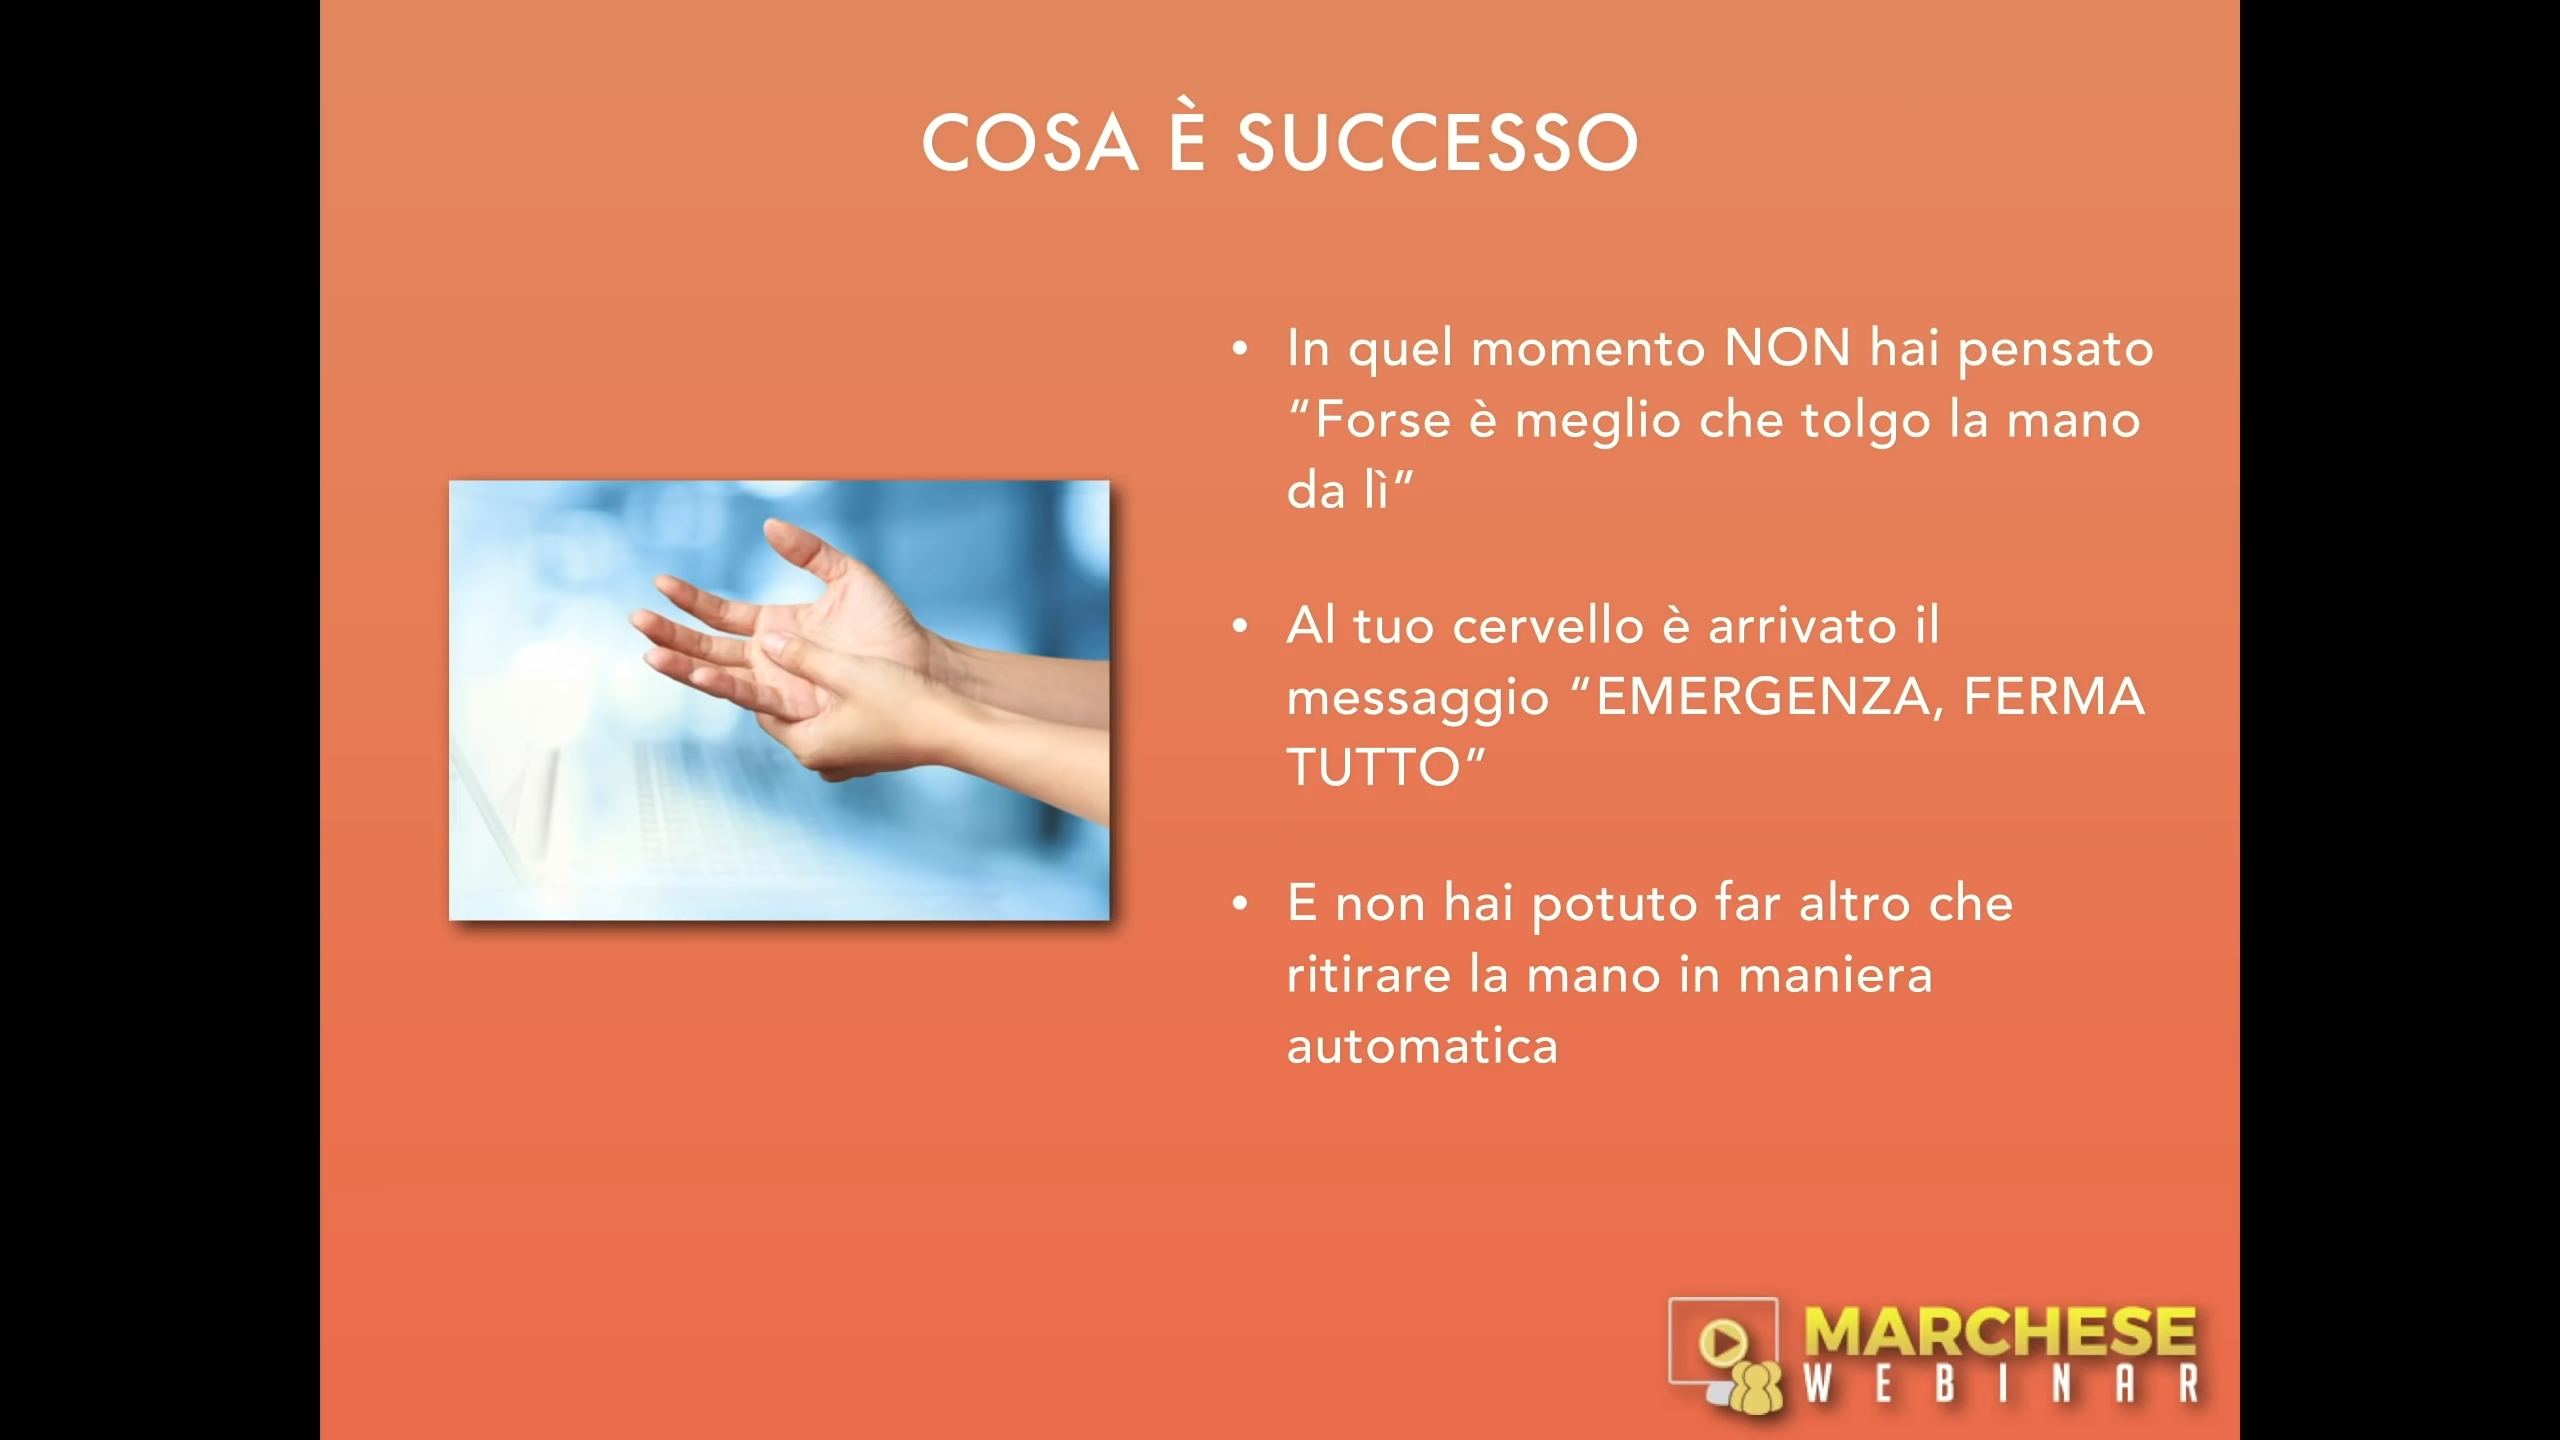 COSA È SUCCESSO
• In quel momento NON hai pensato
“Forse è meglio che tolgo la mano
da lì”
• Al tuo cervello è arrivato il
messaggio “EMERGENZA, FERMA
TUTTO”
• E non hai potuto far altro che
ritirare la mano in maniera
automatica
MARCHESE
WEBINAR